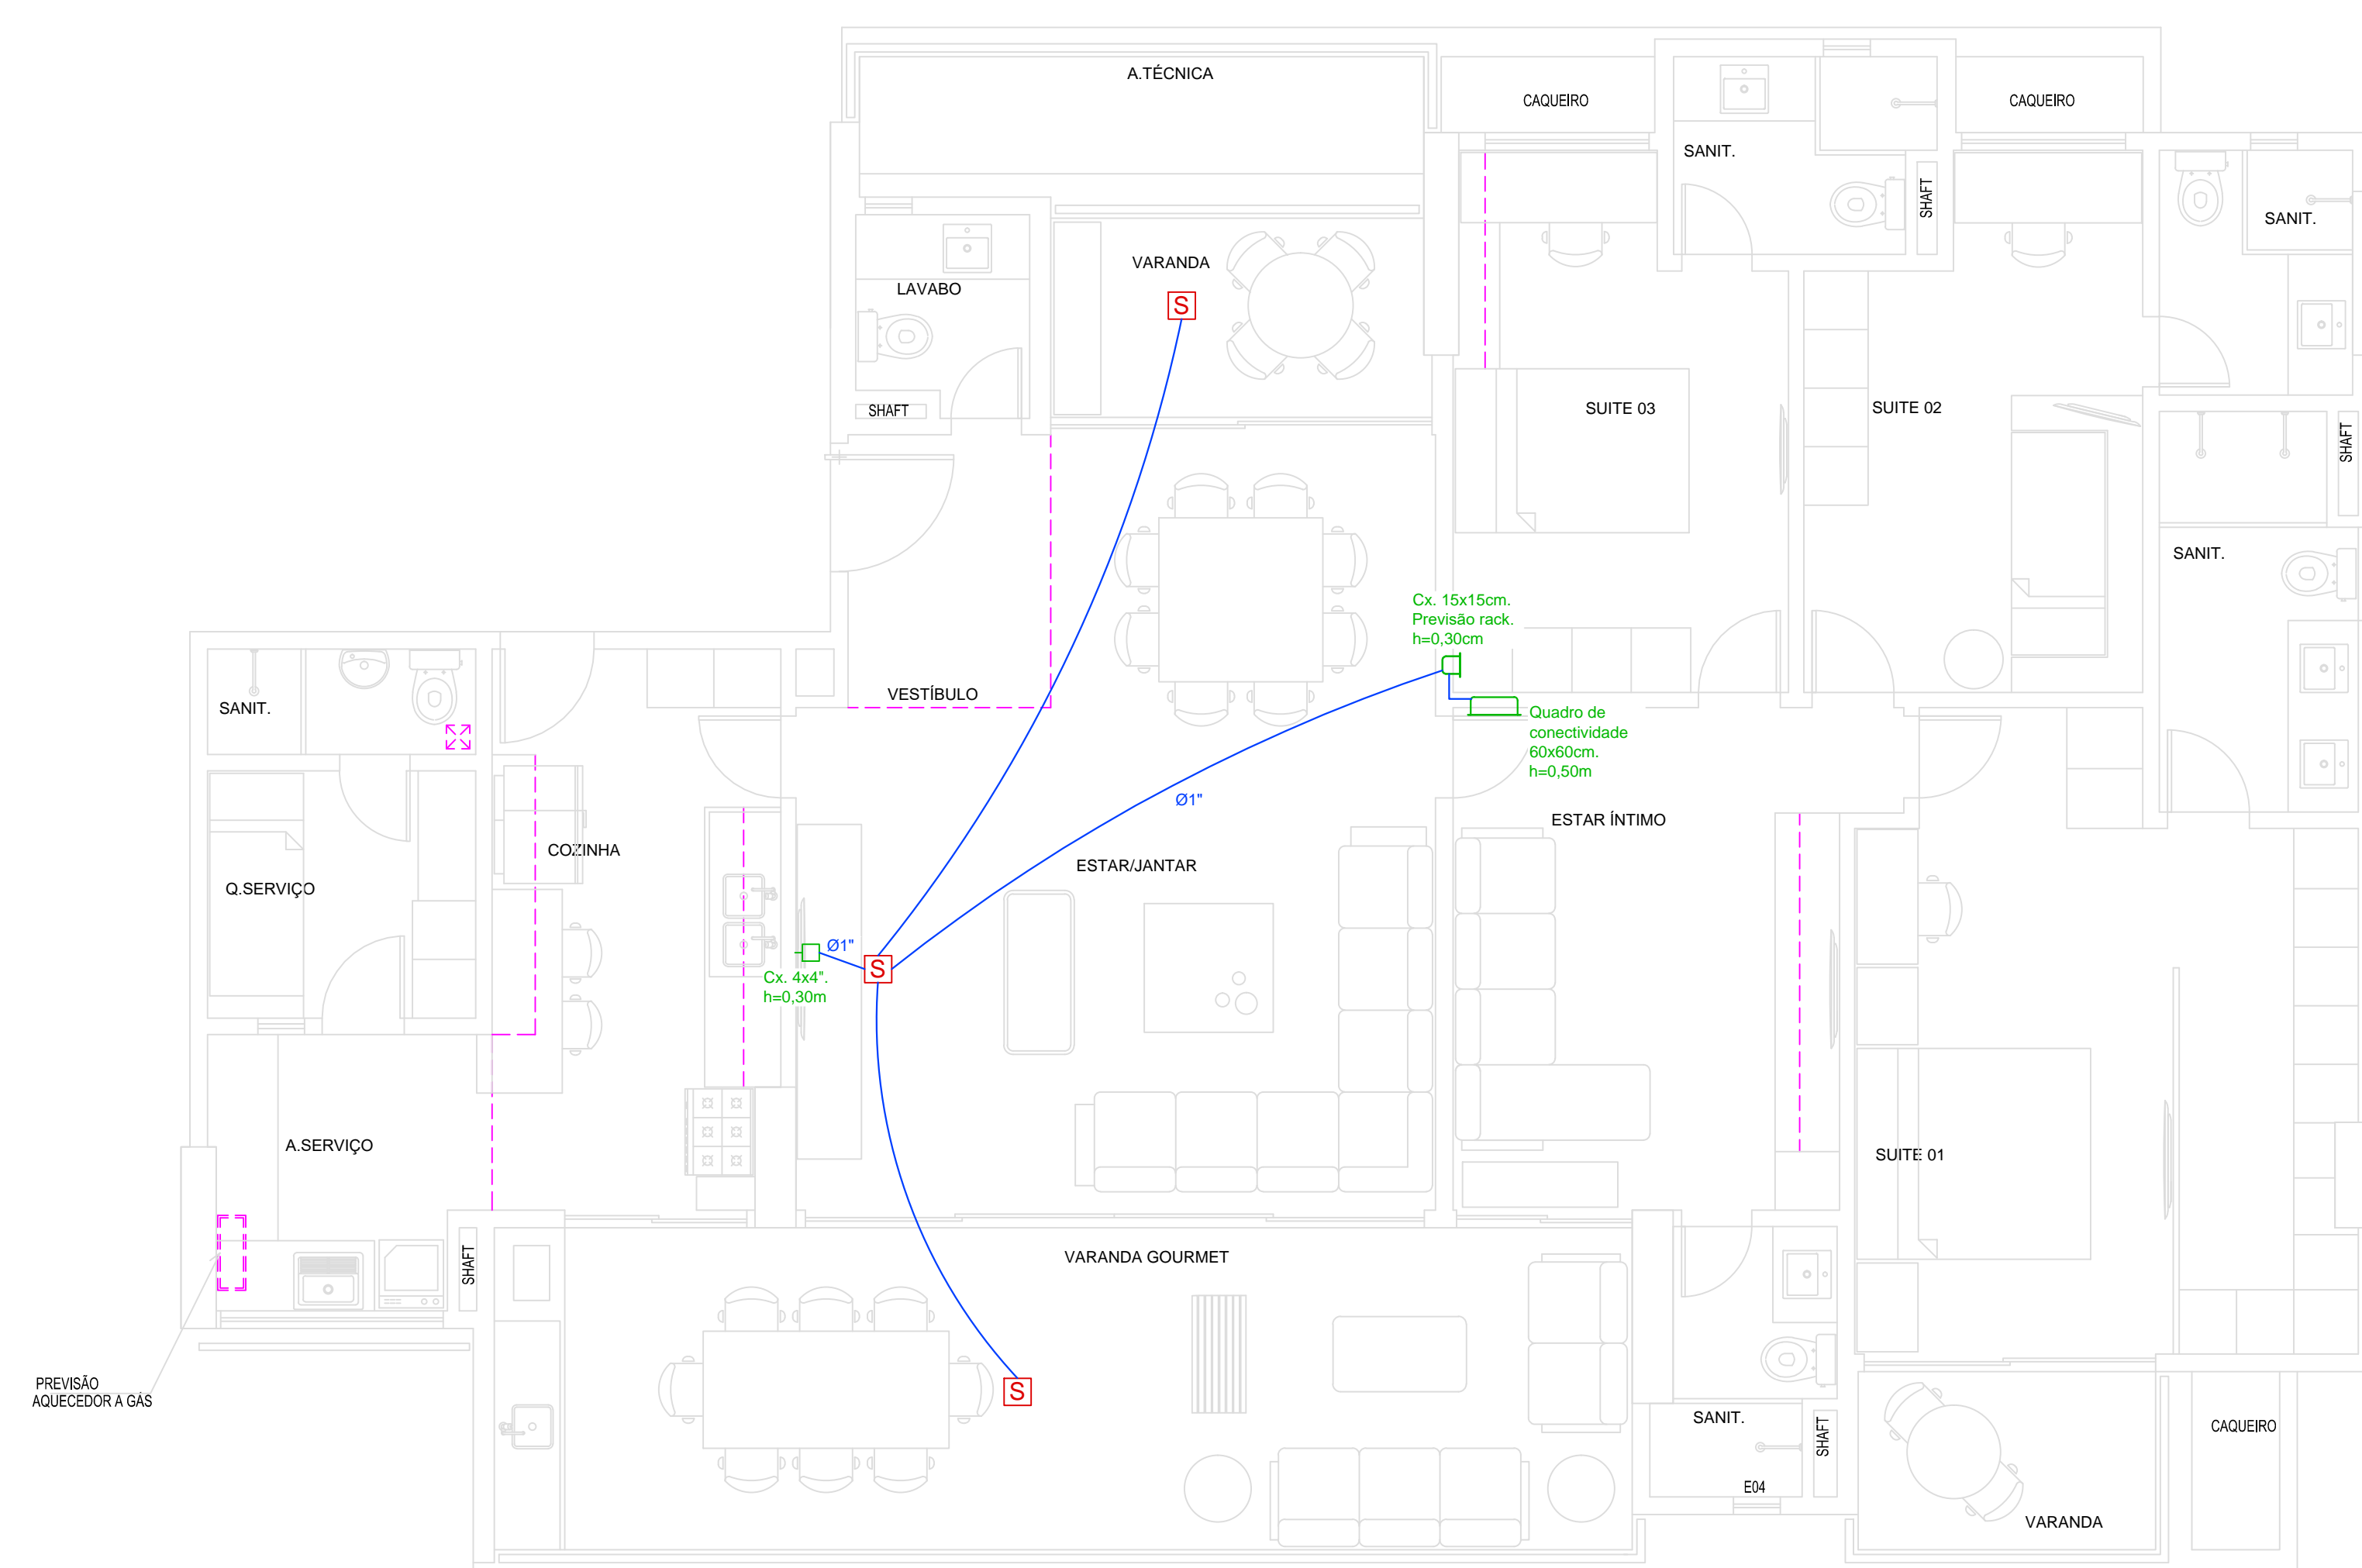 A.TÉCNICA
CAQUEIRO
CAQUEIRO
SANIT.
SHAFT
SANIT.
VARANDA
LAVABO
S
SHAFT
SUITE 03
SUITE 02
SHAFT
SANIT.
Cx. 15x15cm.
Previsão rack.
h=0,30cm
VESTÍBULO
SANIT.
Quadro de
conectividade
60x60cm.
h=0,50m
Ø1"
ESTAR ÍNTIMO
COZINHA
ESTAR/JANTAR
Q.SERVIÇO
Ø1"
S
Cx. 4x4".
h=0,30m
A.SERVIÇO
SUITE 01
SHAFT
VARANDA GOURMET
PREVISÃO
AQUECEDOR A GÁS
S
SANIT.
SHAFT
CAQUEIRO
E04
VARANDA